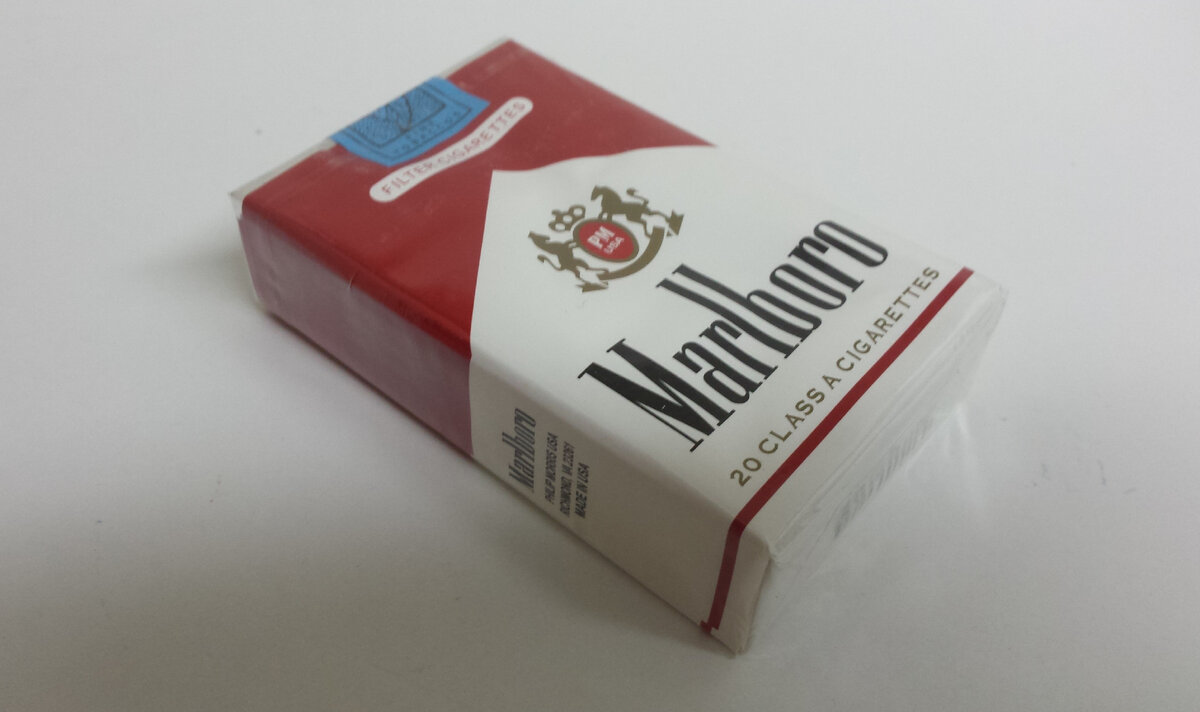 FILTER CIGARETTES
PM
USA
Marlboro
20 CLASS A CIGARETTES
Marlboro
PHILIP MORRIS USA
RICHMOND, VA 23261
MADE IN USA